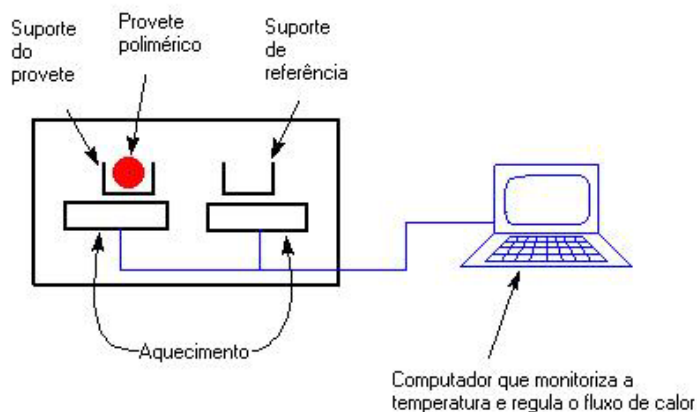 Suporte
do
provete
Provete
polimérico
Suporte
de
referência
Aquecimento
Computador que monitoriza a
temperatura e regula o fluxo de calor